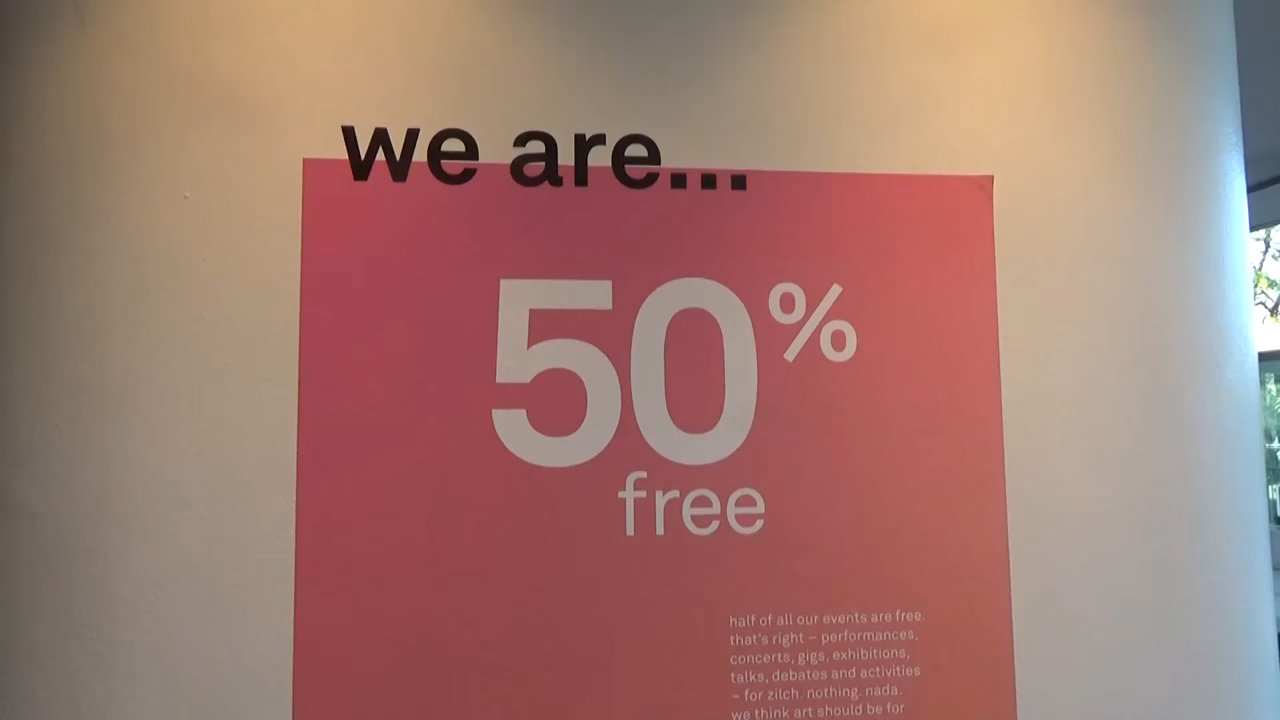 we are...
50%
free
half of all our events are free.
that's right – performances,
concerts, gigs, exhibitions,
talks, debates and activities
– for zilch. nothing. nada.
we think art should be for